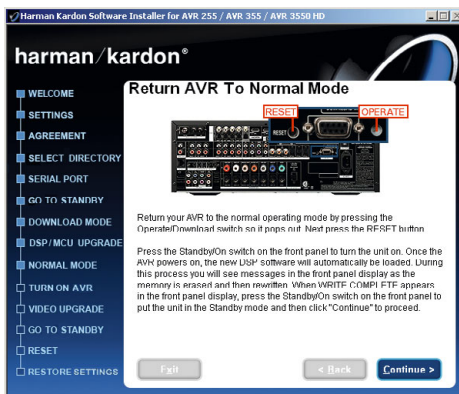 Harman Kardon Software Installer for AVR 255 / AVR 355 / AVR 3550 HD
harman/kardon®
WELCOME
SETTINGS
AGREEMENT
SELECT DIRECTORY
SERIAL PORT
GO TO STANDBY
DOWNLOAD MODE
DSP/MCU UPGRADE
NORMAL MODE
TURN ON AVR
VIDEO UPGRADE
GO TO STANDBY
RESET
RESTORE SETTINGS
Return AVR To Normal Mode
RESET
OPERATE
RESET
Return your AVR to the normal operating mode by pressing the
Operate/Download switch so it pops out. Next press the RESET button.
Press the Standby/On switch on the front panel to turn the unit on. Once the
AVR powers on, the new DSP software will automatically be loaded. During
this process you will see messages in the front panel display as the
memory is erased and then rewritten. When WRITE COMPLETE appears
in the front panel display, press the Standby/On switch on the front panel to
put the unit in the Standby mode and then click "Continue" to proceed.
Exit
< Back
Continue >